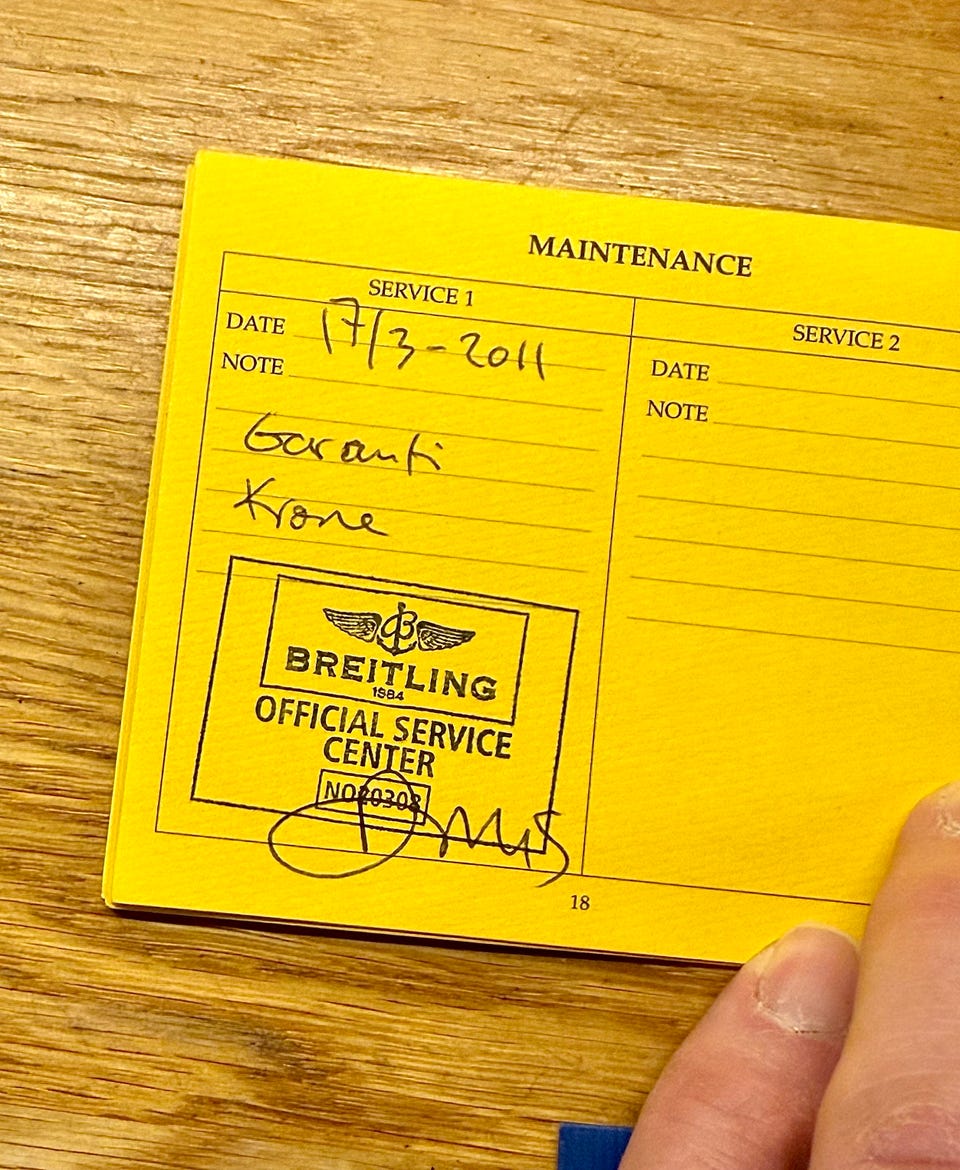 MAINTENANCE
SERVICE 1
DATE 17/3-2011
NOTE
Garanti
Krone
BREITLING
1884
OFFICIAL SERVICE
CENTER
NO20308
18
SERVICE 2
DATE
NOTE